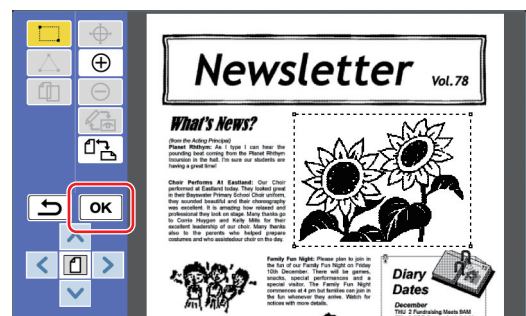 OK
Newsletter Vol. 78
What's News?
(from the Acting Principal)
Planet Rhthym: As I type I can hear the
pounding beat coming from the Planet Rhthym
incursion in the hall. I'm sure our students are
having a great time!
Choir Performs At Eastland: Our Choir
performed at Eastland today. They looked great
in their Bayswater Primary School Choir uniform,
they sounded beautiful and their choreography
was excellent. It is amazing how relaxed and
professional they look on stage. Many thanks go
to Corrie Huygen and Kelly Mills for their
excellent leadership of our choir. Many thanks
also to the parents who helped prepare
costumes and who assistedour choir on the day.
Family Fun Night: Please plan to join in
the fun of our Family Fun Night on Friday
10th December. There will be games,
snacks, special performances and a
special visitor. The Family Fun Night
commences at 4 pm but families can join in
the fun whenever they arrive. Watch for
notices with more details.
Diary
Dates
December
THU 2 Fundraising Meets 9AM